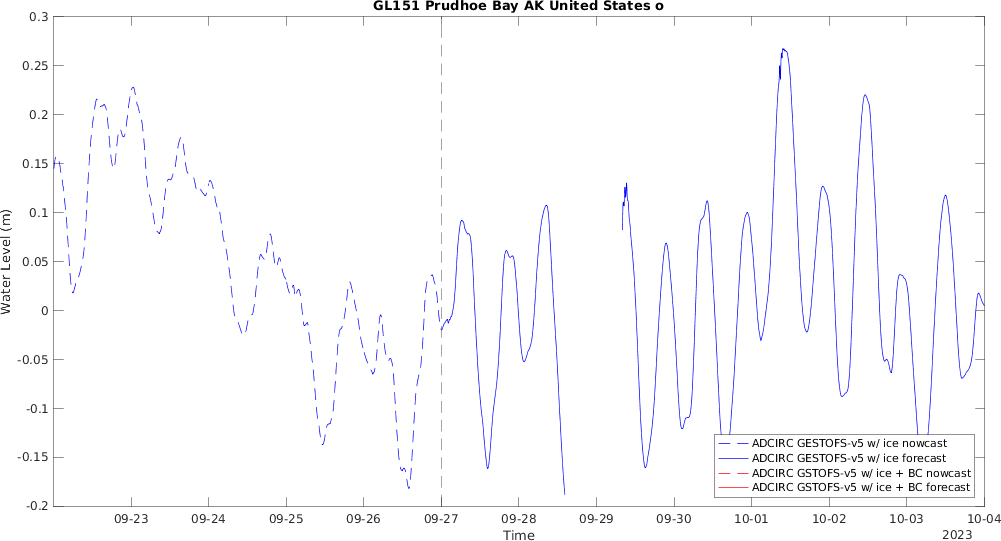 GL151 Prudhoe Bay AK United States o
0.3
0.25
0.2
0.15
0.1
0.05
0
-0.05
-0.1
-0.15
-0.2
Water Level (m)
ADCIRC GESTOFS-v5 w/ ice nowcast
ADCIRC GESTOFS-v5 w/ ice forecast
ADCIRC GSTOFS-v5 w/ ice + BC nowcast
ADCIRC GSTOFS-v5 w/ ice + BC forecast
09-23 09-24 09-25 09-26 09-27 09-28 09-29 09-30 10-01 10-02 10-03 10-04
Time
2023